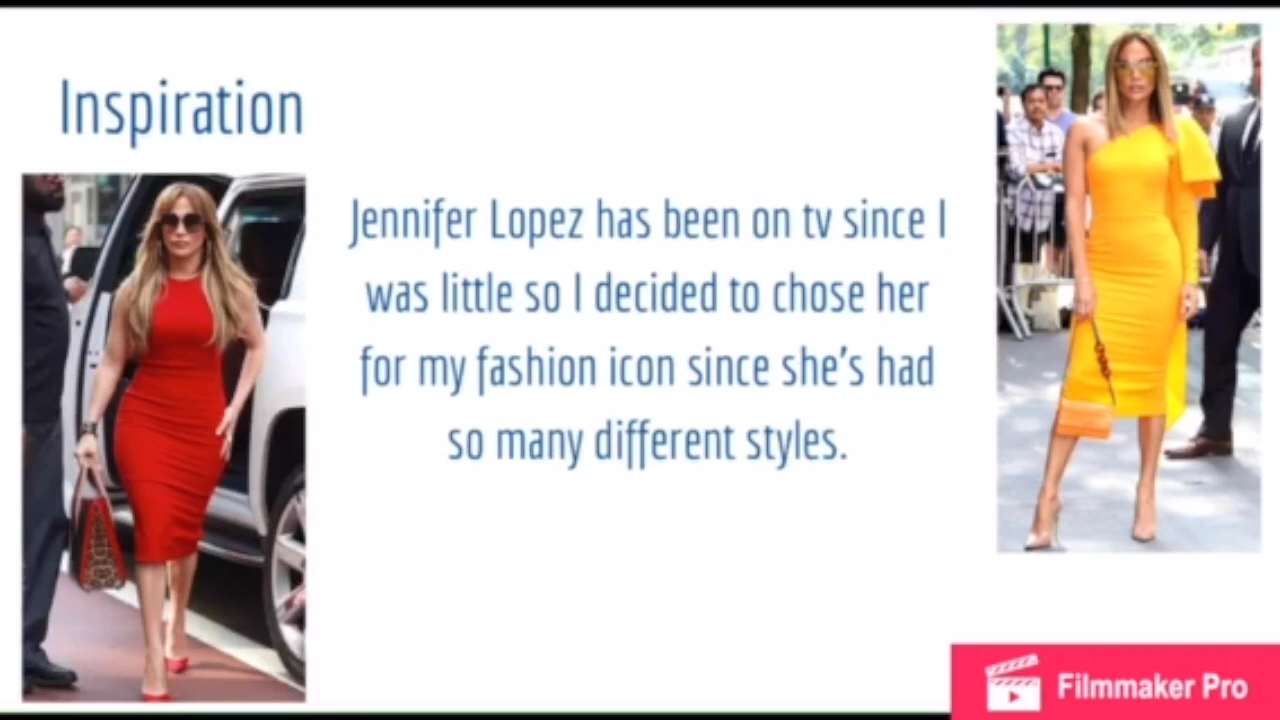 Inspiration
Jennifer Lopez has been on tv since I
was little so I decided to chose her
for my fashion icon since she's had
so many different styles.
Filmmaker Pro